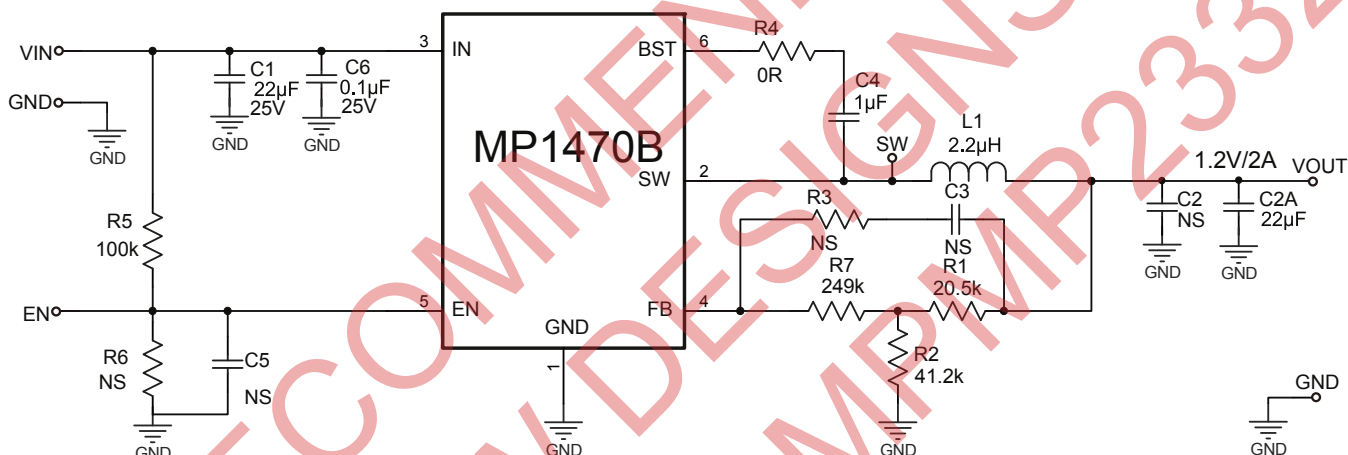 VIN
GND
GND
C1
22µF
25V
GND
C6
0.1µF
25V
GND
3
IN
BST
6
R4
0R
C4
1µF
MP1470B
SW
2
SW
L1
2.2µH
1.2V/2A
VOUT
C2
NS
GND
C2A
22µF
GND
R5
100k
R3
NS
C3
NS
R7
249k
R1
20.5k
EN
5
EN
FB
4
GND
1
GND
R6
NS
C5
NS
GND
R2
41.2k
GND
GND
GND
COMMEN
DESIGNS
MPMP2332